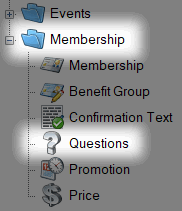 Events
Membership
Membership
Benefit Group
Confirmation Text
Questions
Promotion
Price